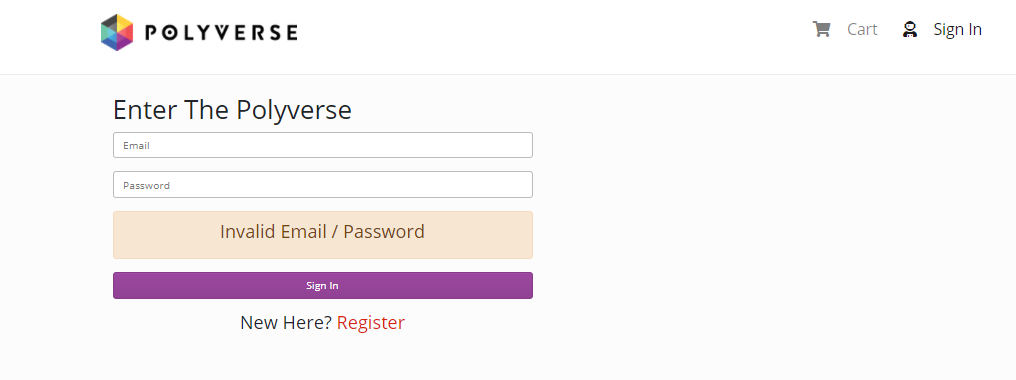 POLYVERSE
Cart
Sign In
Enter The Polyverse
Email
Password
Invalid Email / Password
Sign In
New Here? Register